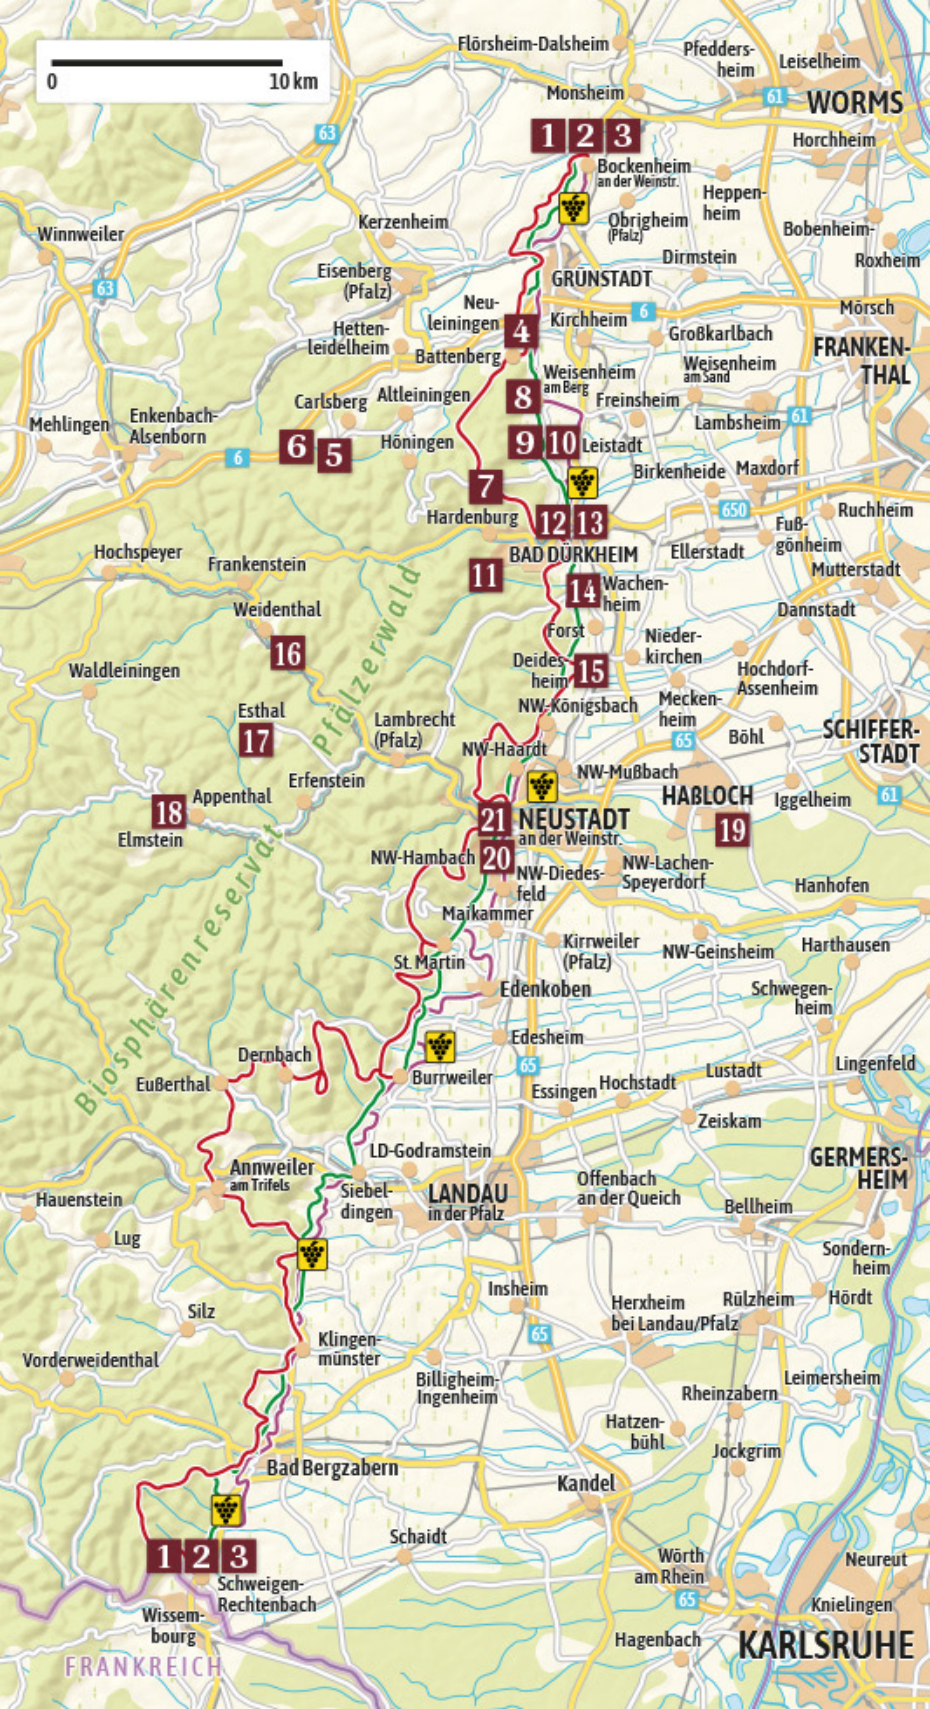 Flörsheim-Dalsheim
Pfedders-
heim
Leiselheim
0
10 km
Monsheim
61
WORMS
63
1 2 3
Horchheim
Bockenheim
an der Weinstr.
Heppen-
heim
Kerzenheim
Obrigheim
(Pfalz)
Bobenheim-
Roxheim
Winnweiler
Dirmstein
Eisenberg
(Pfalz)
GRÜNSTADT
63
Neu-
leiningen
4
Kirchheim
6
Mörsch
Hetten-
leidelheim
Großkarlbach
FRANKEN-
THAL
Battenberg
Weisenheim
am Berg
Weisenheim
am Sand
Carlsberg
Altleiningen
8
Freinsheim
Mehlingen
Enkenbach-
Alsenborn
Lambsheim
61
6
6
5
Höningen
9
10
Leistadt
Birkenheide
Maxdorf
7
650
Ruchheim
Hardenburg
12
13
Fuß-
gönheim
Hochspeyer
Frankenstein
BAD DÜRKHEIM
Ellerstadt
Mutterstadt
11
14
Wachen-
heim
Weidenthal
Dannstadt
16
Forst
Nieder-
kirchen
Waldleiningen
Deides-
heim
15
Hochdorf-
Assenheim
Esthal
17
Lambrecht
(Pfalz)
NW-Königsbach
Mecken-
heim
65
Böhl
SCHIFFER-
STADT
NW-Haardt
Erfenstein
NW-Mußbach
HAßLOCH
Iggelheim
61
18
Appenthal
Elmstein
21
NEUSTADT
an der Weinstr.
19
NW-Hambach
20
NW-Diedes-
feld
NW-Lachen-
Speyerdorf
Hanhofen
Maikammer
Kirrweiler
(Pfalz)
NW-Geinsheim
Harthausen
St. Martin
Edenkoben
Schwegen-
heim
Biosphärenreservat
Pfälzerwald
Dernbach
Edesheim
65
Lustadt
Lingenfeld
Eußerthal
Burrweiler
Essingen
Hochstadt
Zeiskam
LD-Godramstein
GERMERS-
HEIM
Annweiler
am Trifels
Siebel-
dingen
LANDAU
in der Pfalz
Offenbach
an der Queich
Hauenstein
Bellheim
Lug
Sondern-
heim
Insheim
Silz
Herxheim
bei Landau/Pfalz
Rülzheim
Hördt
65
Klingen-
münster
Vorderweidenthal
Billigheim-
Ingenheim
Leimersheim
Rheinzabern
Hatzen-
bühl
Jockgrim
Bad Bergzabern
Kandel
Schaidt
1 2 3
Wörth
am Rhein
Neureut
Schweigen-
Rechtenbach
65
Knielingen
Wissem-
bourg
Hagenbach
KARLSRUHE
FRANKREICH